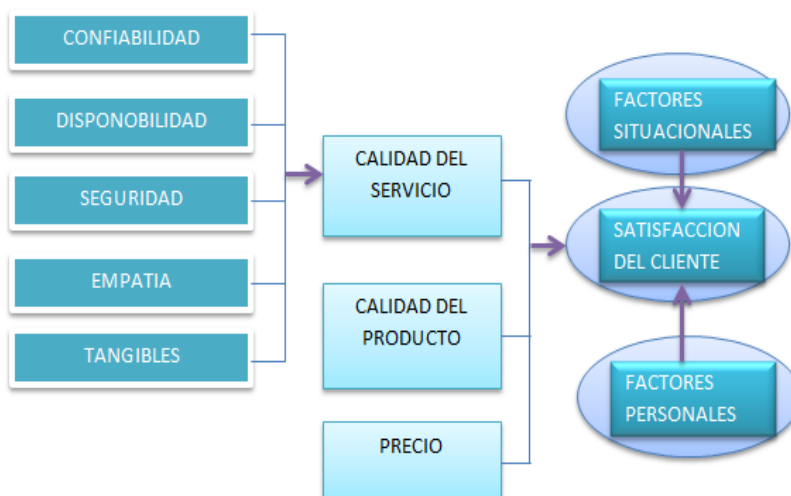 CONFIABILIDAD
DISPONOBILIDAD
SEGURIDAD
EMPATIA
TANGIBLES
CALIDAD DEL
SERVICIO
CALIDAD DEL
PRODUCTO
PRECIO
FACTORES
SITUACIONALES
SATISFACCION
DEL CLIENTE
FACTORES
PERSONALES